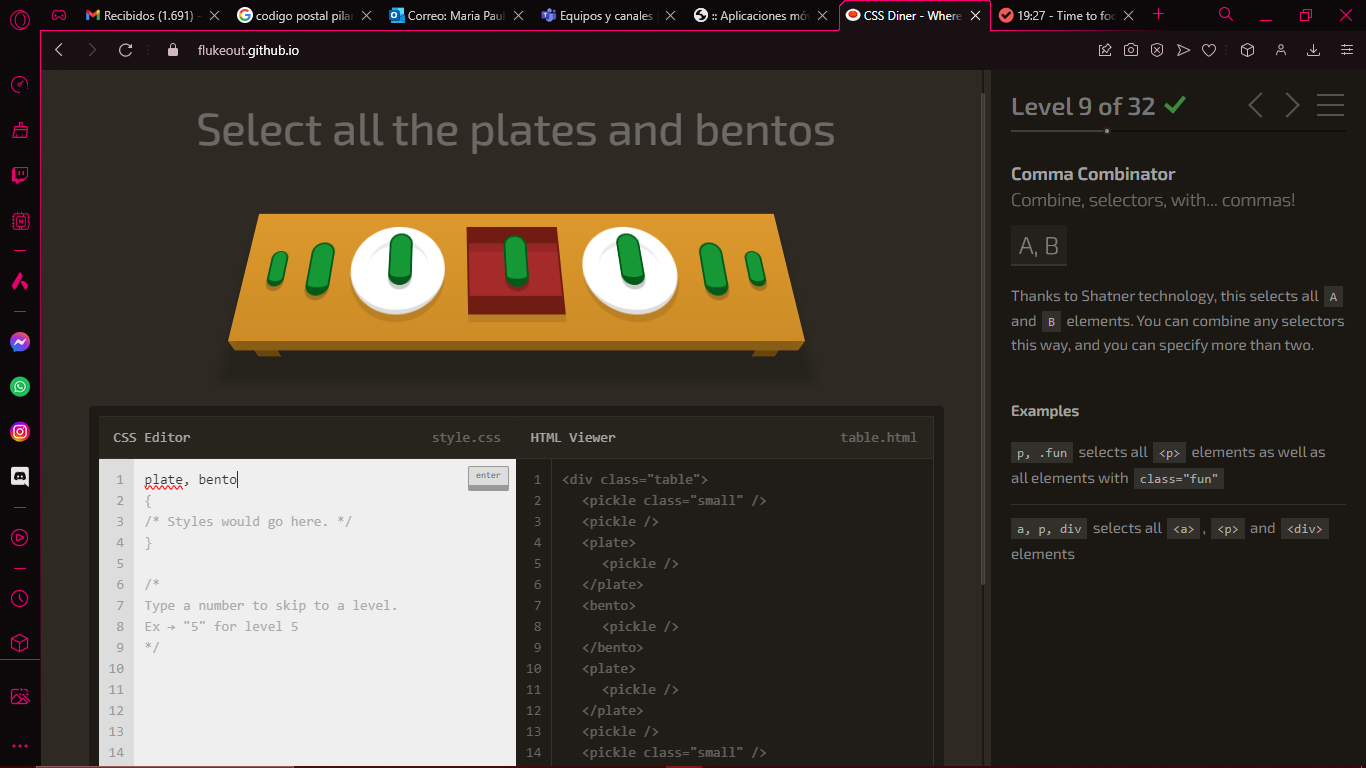 Recibidos (1.691) -
codigo postal pilar
Correo: Maria Paul
Equipos y canales
:: Aplicaciones móv
CSS Diner - Where
19:27 - Time to foc
flukeout.github.io
Select all the plates and bentos
CSS Editor
style.css
HTML Viewer
table.html
enter
1 plate, bento
2 {
3 /* Styles would go here. */
4 }
5
6 /*
7 Type a number to skip to a level.
8 Ex → "5" for level 5
9 */
10
11
12
13
14
1 <div class="table">
2 <pickle class="small" />
3 <pickle />
4 <plate>
5 <pickle />
6 </plate>
7 <bento>
8 <pickle />
9 </bento>
10 <plate>
11 <pickle />
12 </plate>
13 <pickle />
14 <pickle class="small" />
Level 9 of 32
Comma Combinator
Combine, selectors, with... commas!
A, B
Thanks to Shatner technology, this selects all A
and B elements. You can combine any selectors
this way, and you can specify more than two.
Examples
p, .fun selects all <p> elements as well as
all elements with class="fun"
a, p, div selects all <a> , <p> and <div>
elements